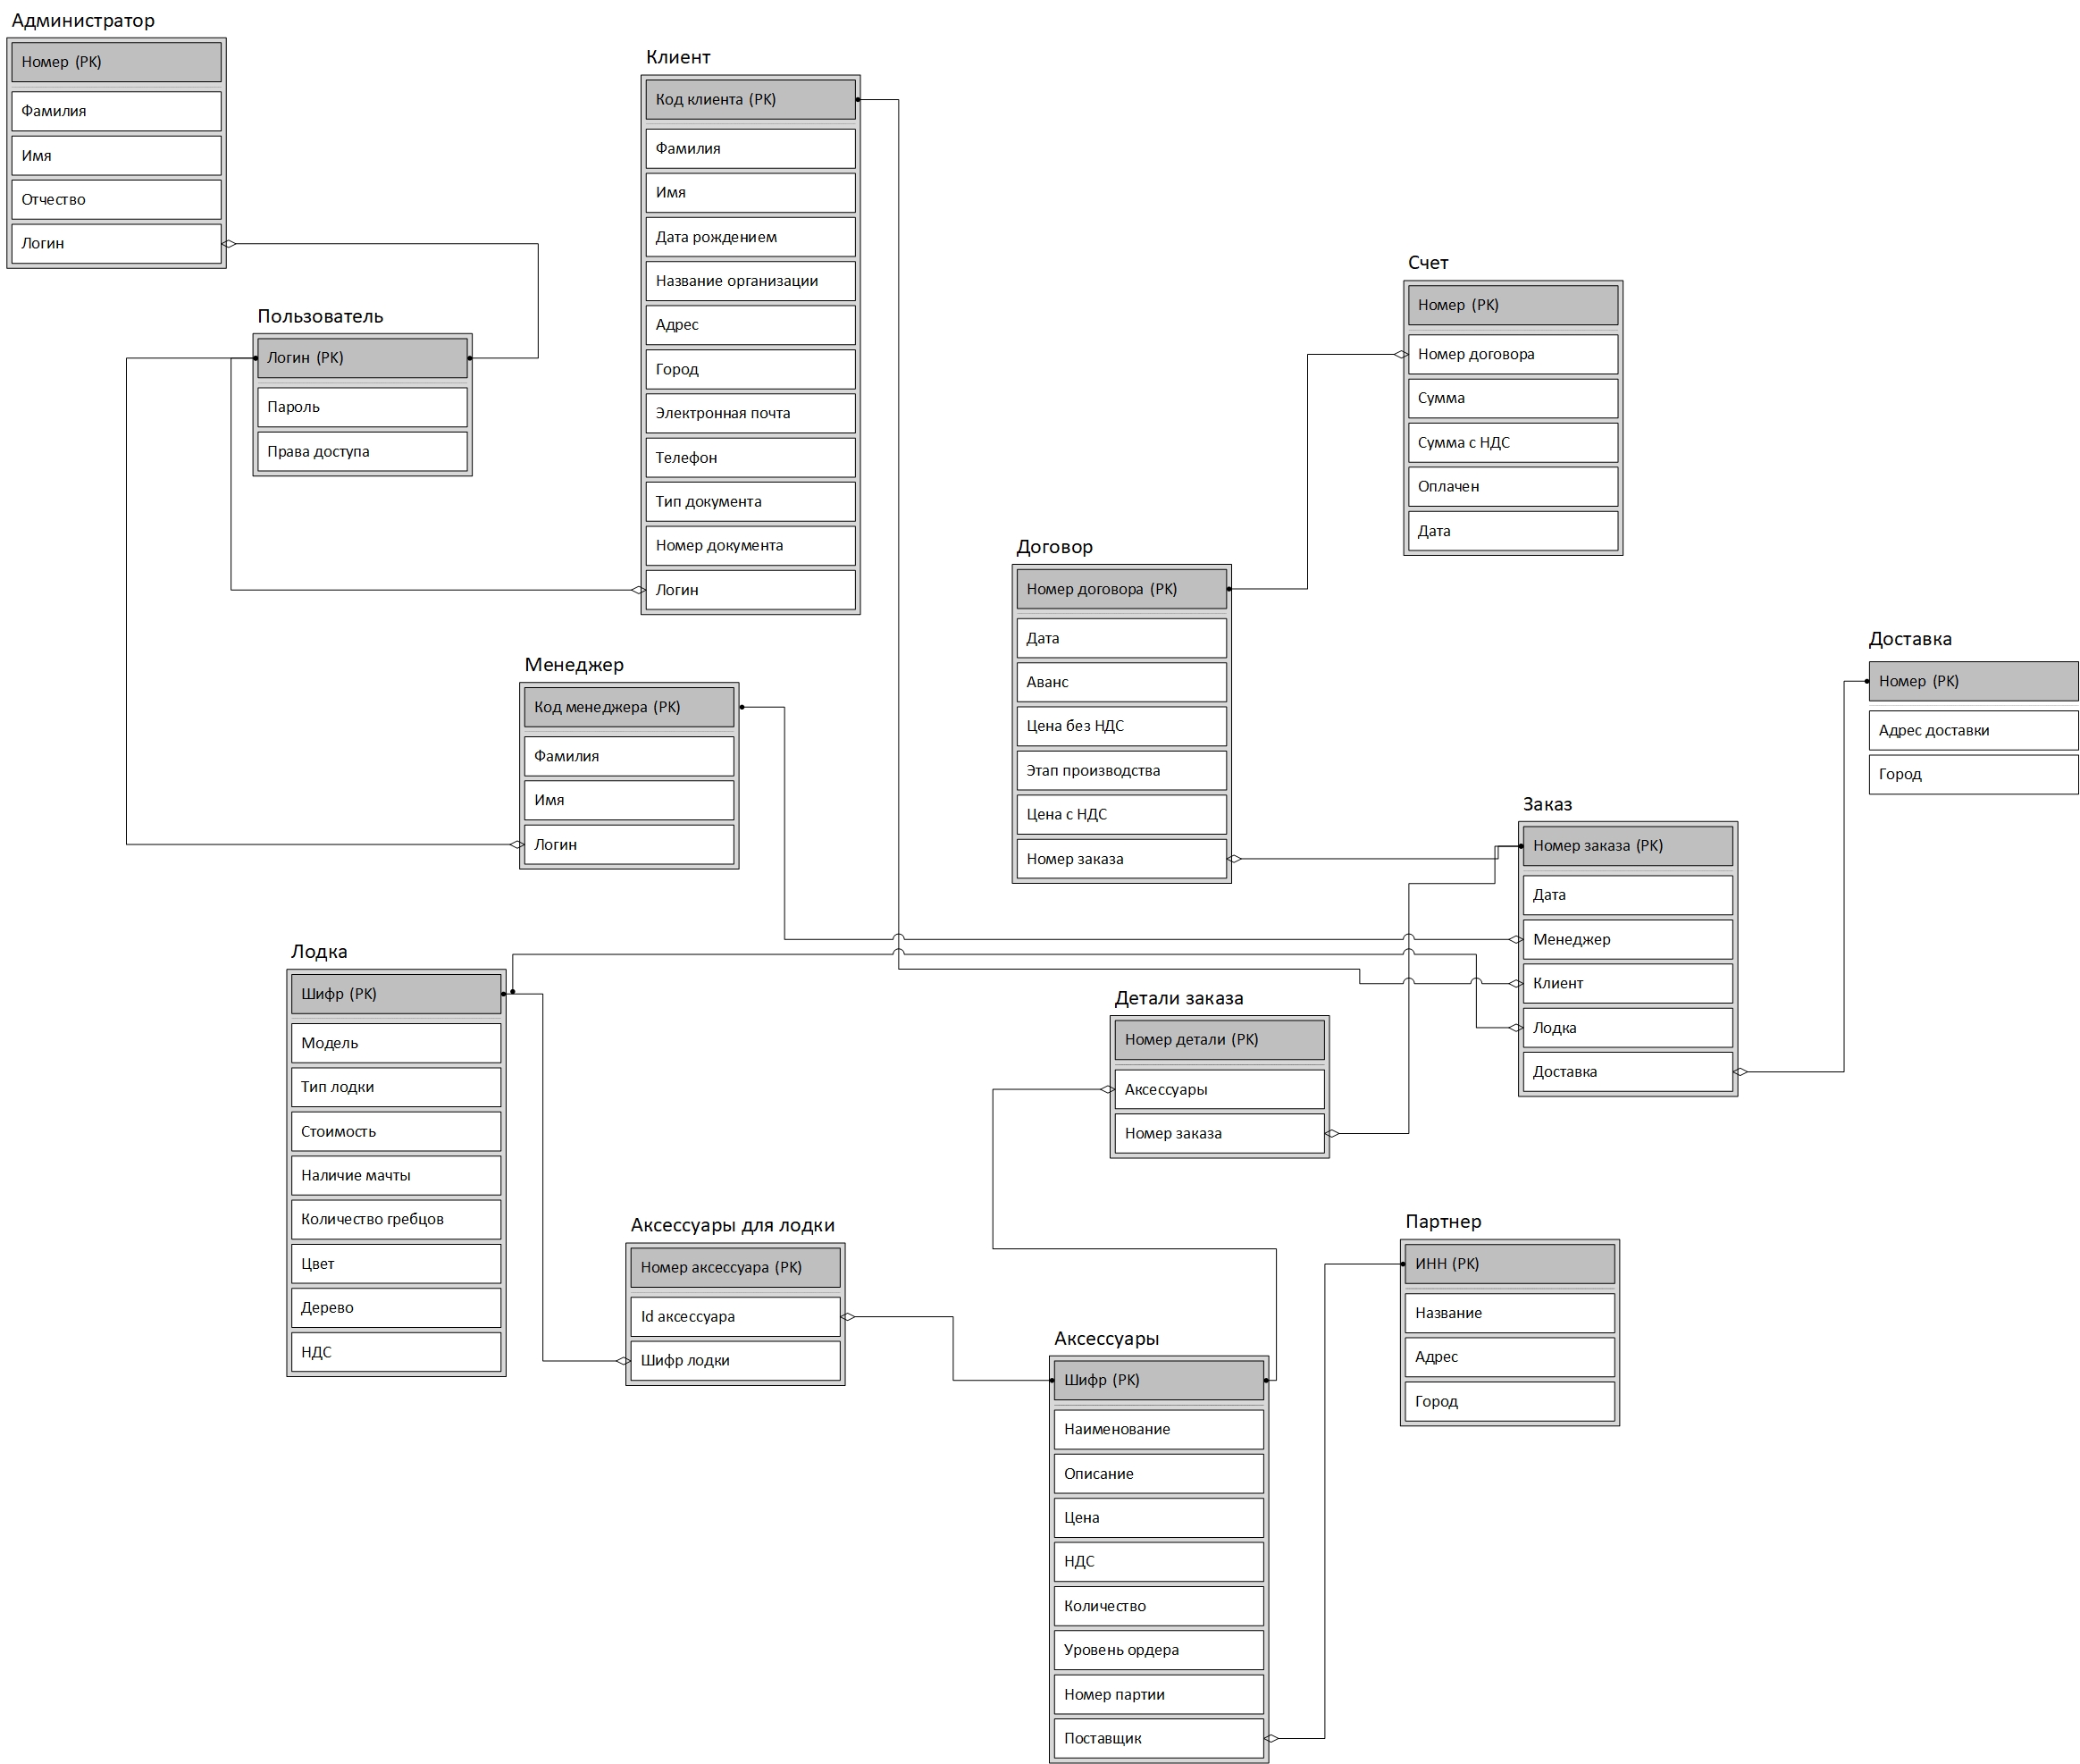 Администратор
Номер (PK)
Фамилия
Имя
Отчество
Логин
Пользователь
Логин (PK)
Пароль
Права доступа
Клиент
Код клиента (PK)
Фамилия
Имя
Дата рождением
Название организации
Адрес
Город
Электронная почта
Телефон
Тип документа
Номер документа
Логин
Менеджер
Код менеджера (PK)
Фамилия
Имя
Логин
Счет
Номер (PK)
Номер договора
Сумма
Сумма с НДС
Оплачен
Дата
Договор
Номер договора (PK)
Дата
Аванс
Цена без НДС
Этап производства
Цена с НДС
Номер заказа
Доставка
Номер (PK)
Адрес доставки
Город
Заказ
Номер заказа (PK)
Дата
Менеджер
Клиент
Лодка
Доставка
Лодка
Шифр (PK)
Модель
Тип лодки
Стоимость
Наличие мачты
Количество гребцов
Цвет
Дерево
НДС
Детали заказа
Номер детали (PK)
Аксессуары
Номер заказа
Аксессуары для лодки
Номер аксессуара (PK)
Id аксессуара
Шифр лодки
Партнер
ИНН (PK)
Название
Адрес
Город
Аксессуары
Шифр (PK)
Наименование
Описание
Цена
НДС
Количество
Уровень ордера
Номер партии
Поставщик